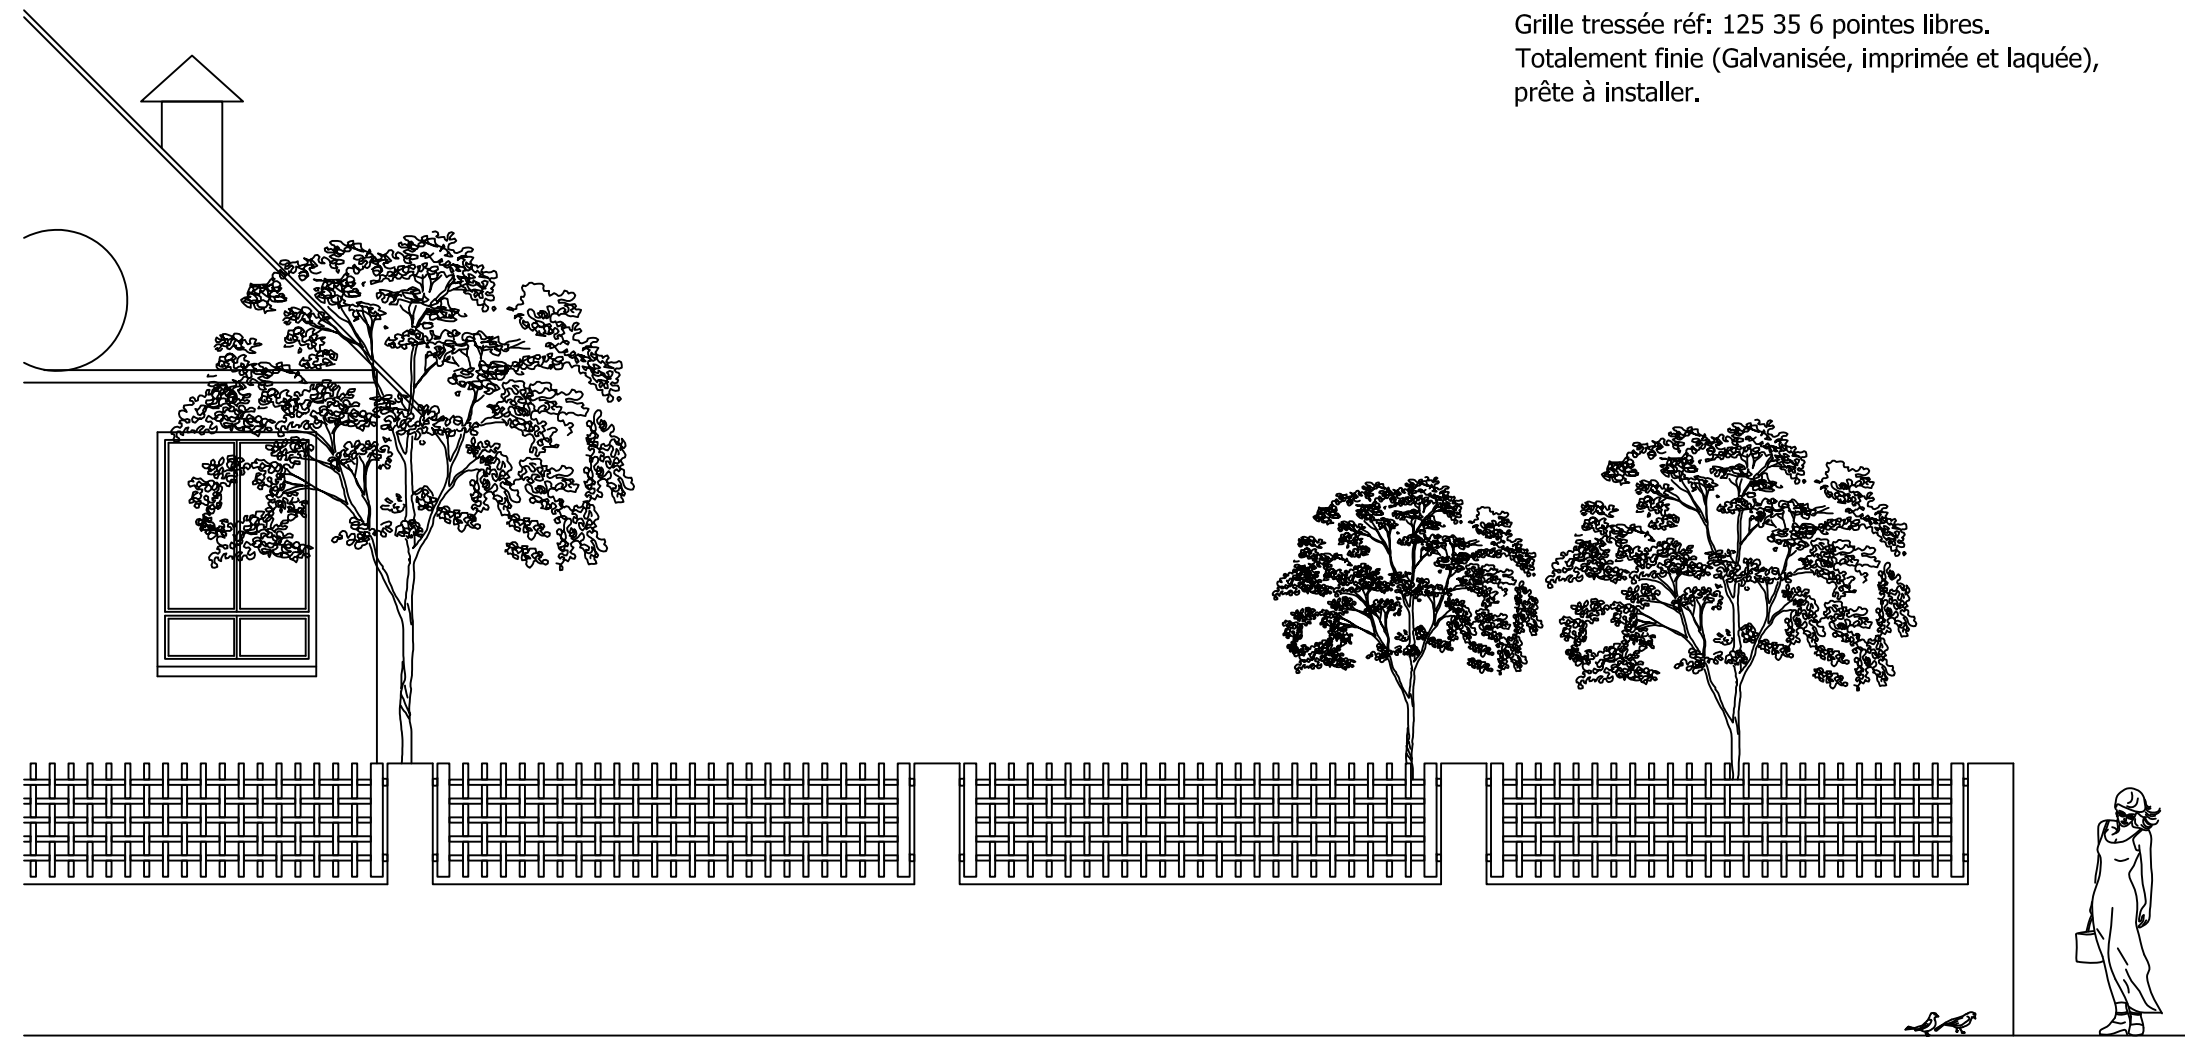 Grille tressée réf: 125 35 6 pointes libres.
Totalement finie (Galvanisée, imprimée et laquée),
prête à installer.